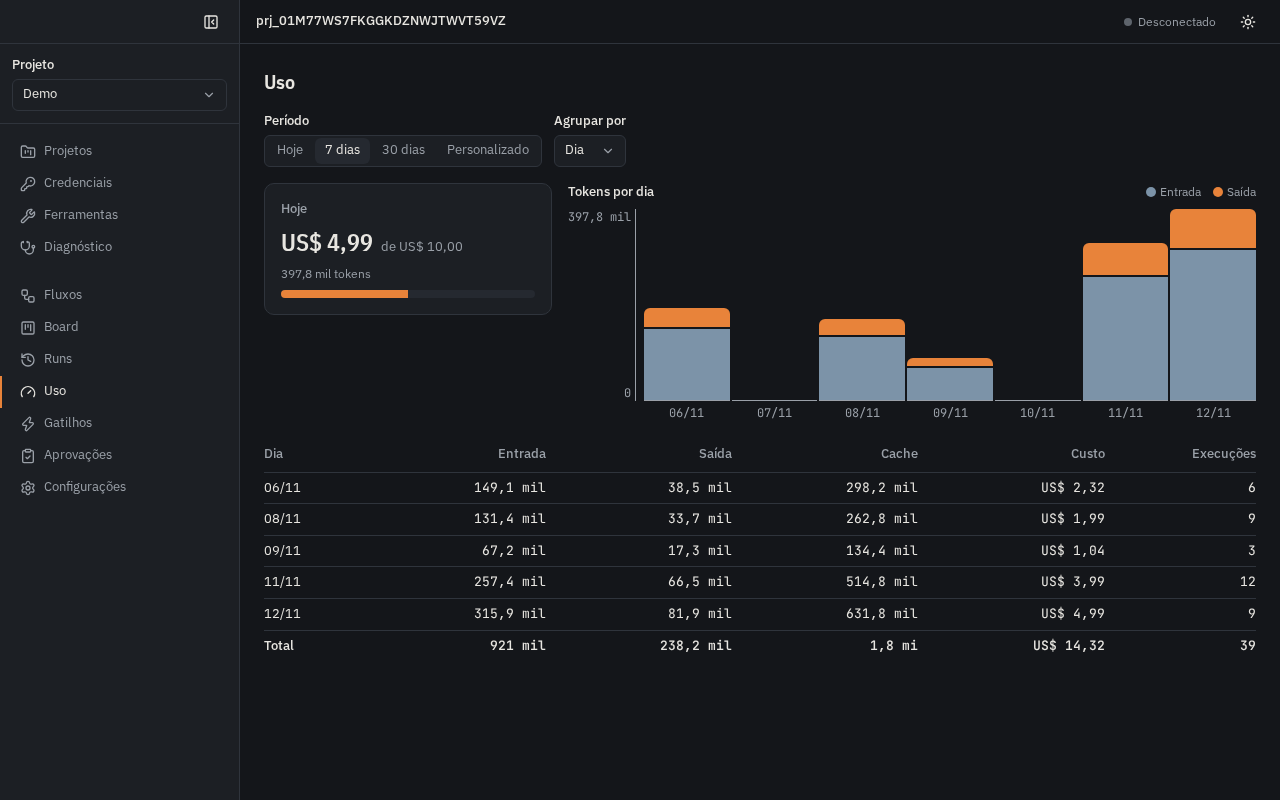 prj_01M77WS7FKGGKDZNWJTWVT59VZ
Desconectado
Projeto
Demo
Projetos
Credenciais
Ferramentas
Diagnóstico
Fluxos
Board
Runs
Uso
Gatilhos
Aprovações
Configurações
Uso
Período
Agrupar por
Hoje 7 dias 30 dias Personalizado
Dia
Hoje
US$ 4,99 de US$ 10,00
397,8 mil tokens
Tokens por dia
Entrada Saída
397,8 mil
0
06/11 07/11 08/11 09/11 10/11 11/11 12/11
Dia Entrada Saída Cache Custo Execuções
06/11 149,1 mil 38,5 mil 298,2 mil US$ 2,32 6
08/11 131,4 mil 33,7 mil 262,8 mil US$ 1,99 9
09/11 67,2 mil 17,3 mil 134,4 mil US$ 1,04 3
11/11 257,4 mil 66,5 mil 514,8 mil US$ 3,99 12
12/11 315,9 mil 81,9 mil 631,8 mil US$ 4,99 9
Total 921 mil 238,2 mil 1,8 mi US$ 14,32 39